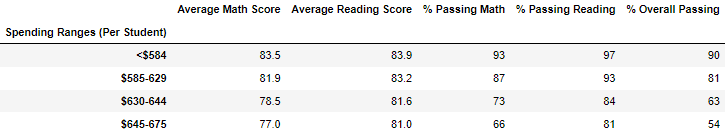 Average Math Score Average Reading Score % Passing Math % Passing Reading % Overall Passing
Spending Ranges (Per Student)
<$584 83.5 83.9 93 97 90
$585-629 81.9 83.2 87 93 81
$630-644 78.5 81.6 73 84 63
$645-675 77.0 81.0 66 81 54